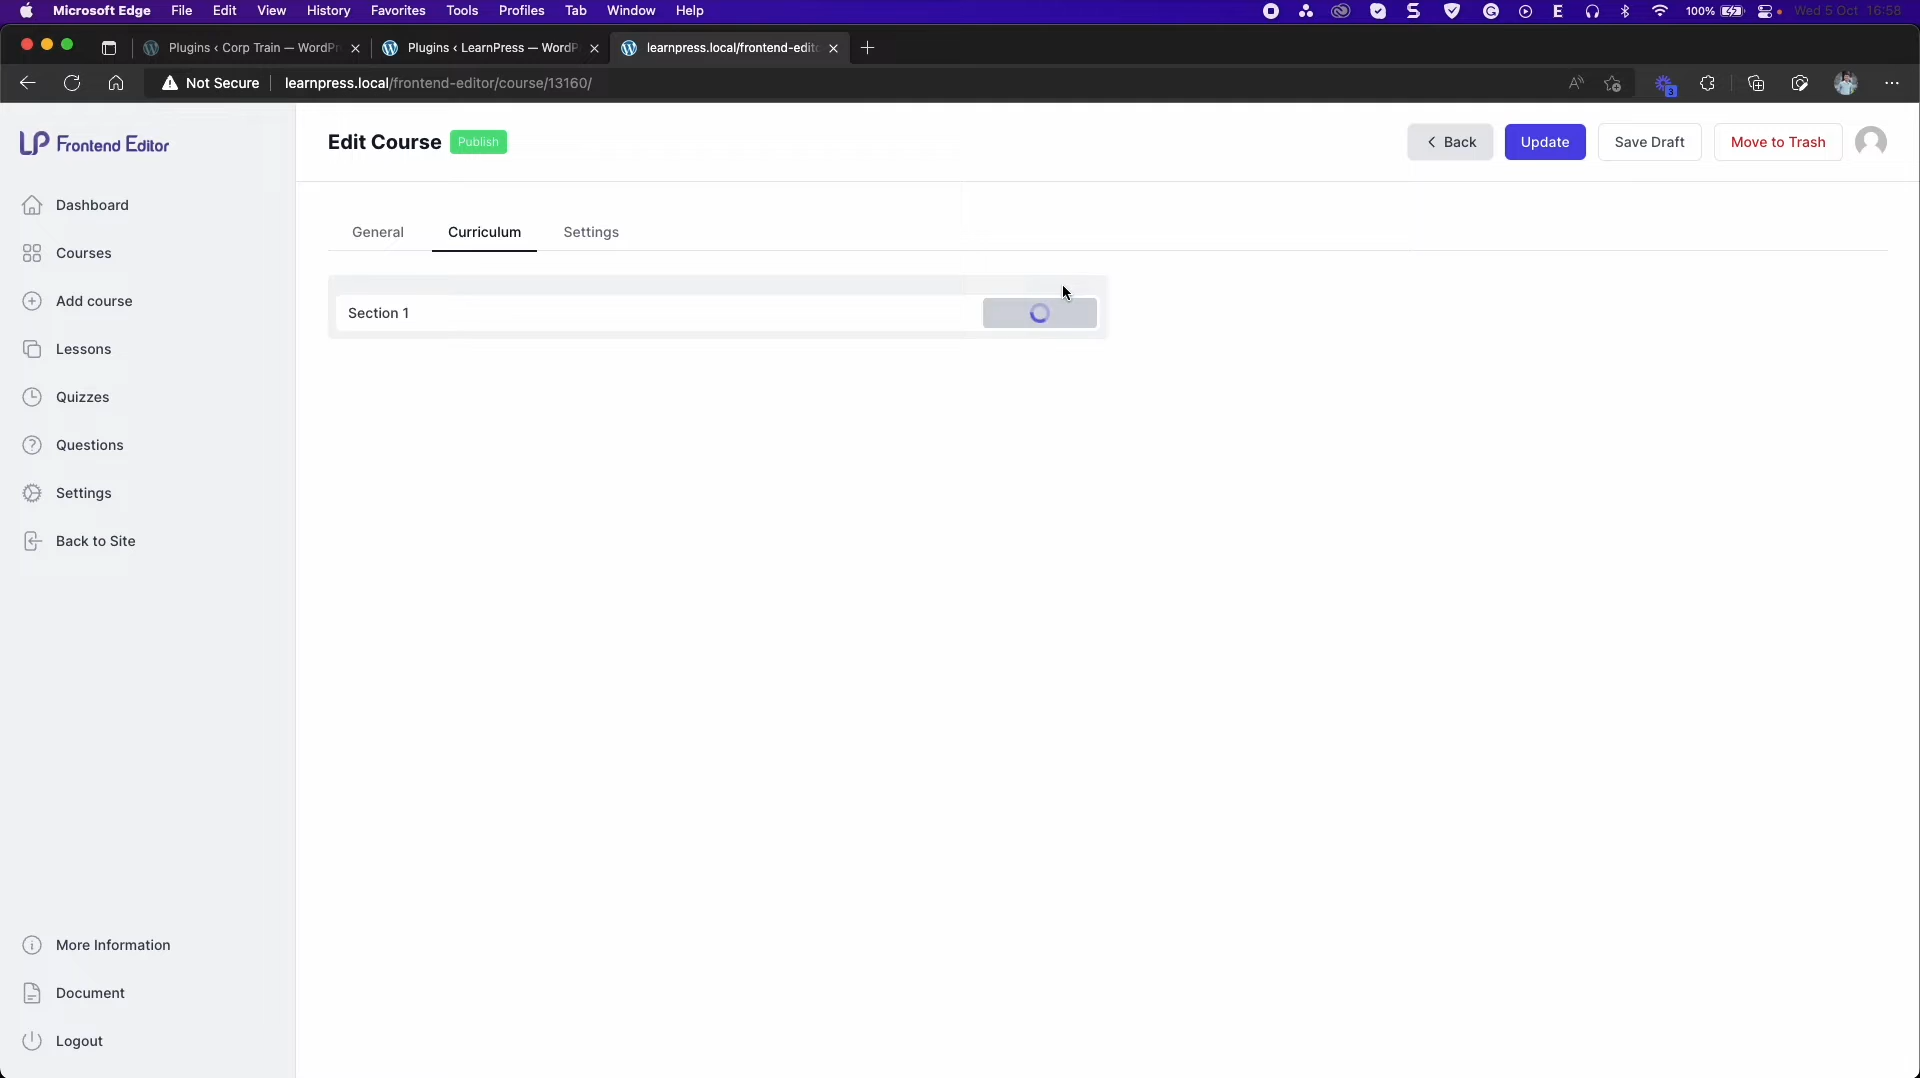 Microsoft Edge File Edit View History Favorites Tools Profiles Tab Window Help 100% Wed 5 Oct 16:58
Plugins ‹ Corp Train — WordPr
Plugins ‹ LearnPress — WordP
learnpress.local/frontend-edito
Not Secure learnpress.local/frontend-editor/course/13160/
3
LP Frontend Editor
Edit Course Publish
Back
Update
Save Draft
Move to Trash
Dashboard
Courses
Add course
Lessons
Quizzes
Questions
Settings
Back to Site
General
Curriculum
Settings
Section 1
More Information
Document
Logout